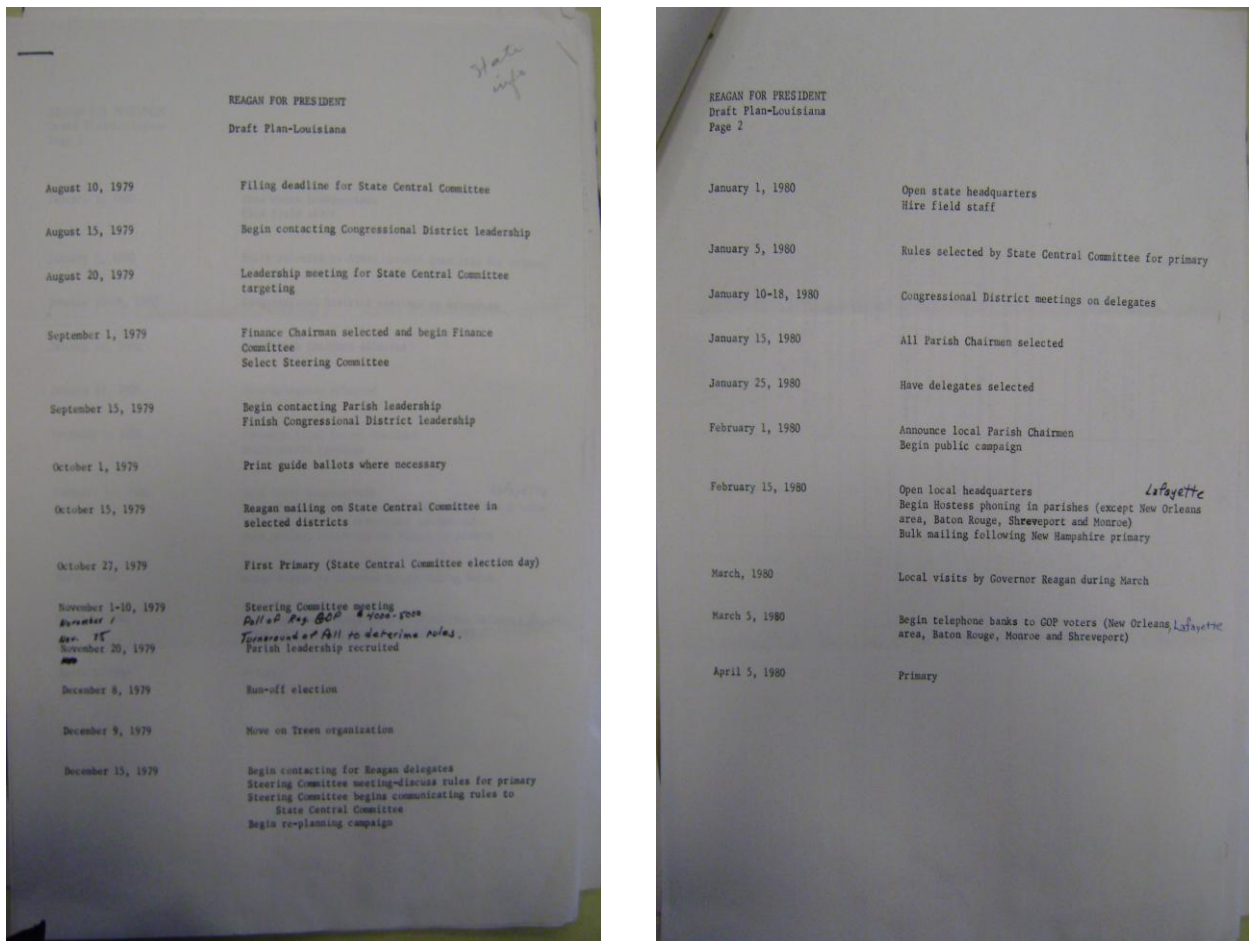 State
info
REAGAN FOR PRESIDENT
Draft Plan-Louisiana
August 10, 1979 Filing deadline for State Central Committee
August 15, 1979 Begin contacting Congressional District leadership
August 20, 1979 Leadership meeting for State Central Committee
targeting
September 1, 1979 Finance Chairman selected and begin Finance
Committee
Select Steering Committee
September 15, 1979 Begin contacting Parish leadership
Finish Congressional District leadership
October 1, 1979 Print guide ballots where necessary
October 15, 1979 Reagan mailing on State Central Committee in
selected districts
October 27, 1979 First Primary (State Central Committee election day)
November 1-10, 1979 Steering Committee meeting
November 1 Poll of Reg. GOP 4000-5000
Nov. 15 Turnaround of Poll to deterime rules.
November 20, 1979 Parish leadership recruited
December 8, 1979 Run-off election
December 9, 1979 Move on Treen organization
December 15, 1979 Begin contacting for Reagan delegates
Steering Committee meeting-discuss rules for primary
Steering Committee begins communicating rules to
State Central Committee
Begin re-planning campaign
REAGAN FOR PRESIDENT
Draft Plan-Louisiana
Page 2
January 1, 1980 Open state headquarters
Hire field staff
January 5, 1980 Rules selected by State Central Committee for primary
January 10-18, 1980 Congressional District meetings on delegates
January 15, 1980 All Parish Chairmen selected
January 25, 1980 Have delegates selected
February 1, 1980 Announce local Parish Chairmen
Begin public campaign
February 15, 1980 Open local headquarters Lafayette
Begin Hostess phoning in parishes (except New Orleans
area, Baton Rouge, Shreveport and Monroe)
Bulk mailing following New Hampshire primary
March, 1980 Local visits by Governor Reagan during March
March 5, 1980 Begin telephone banks to GOP voters (New Orleans, Lafayette
area, Baton Rouge, Monroe and Shreveport)
April 5, 1980 Primary